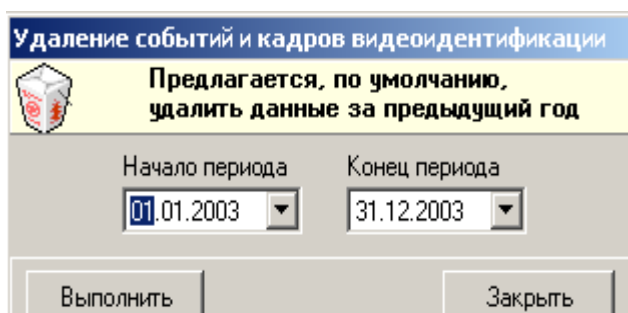 Удаление событий и кадров видеоидентификации
Предлагается, по умолчанию,
удалить данные за предыдущий год
Начало периода Конец периода
01.01.2003 31.12.2003
Выполнить Закрыть